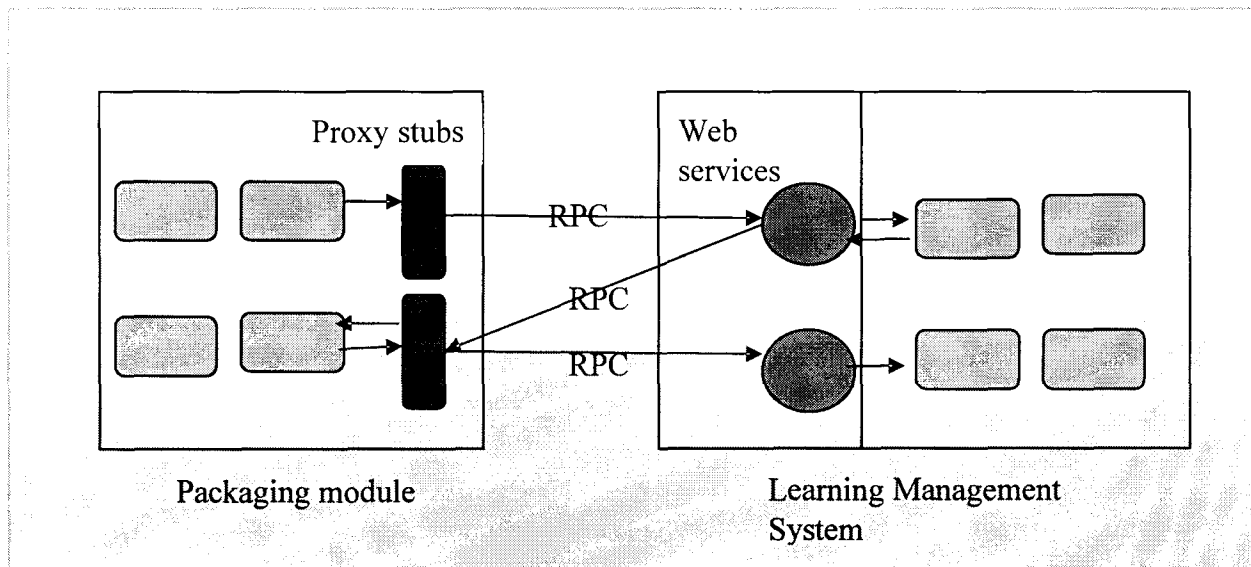 Proxy stubs
Web
services
RPC
RPC
RPC
Packaging module
Learning Management
System